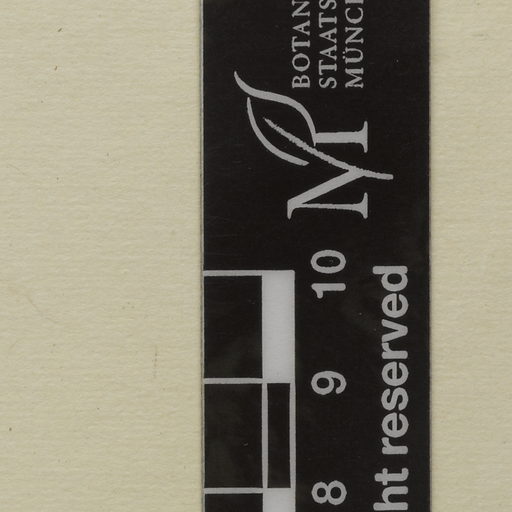 BOTAN
STAATS
MÜNCH
M
10
9
8
ht reserved